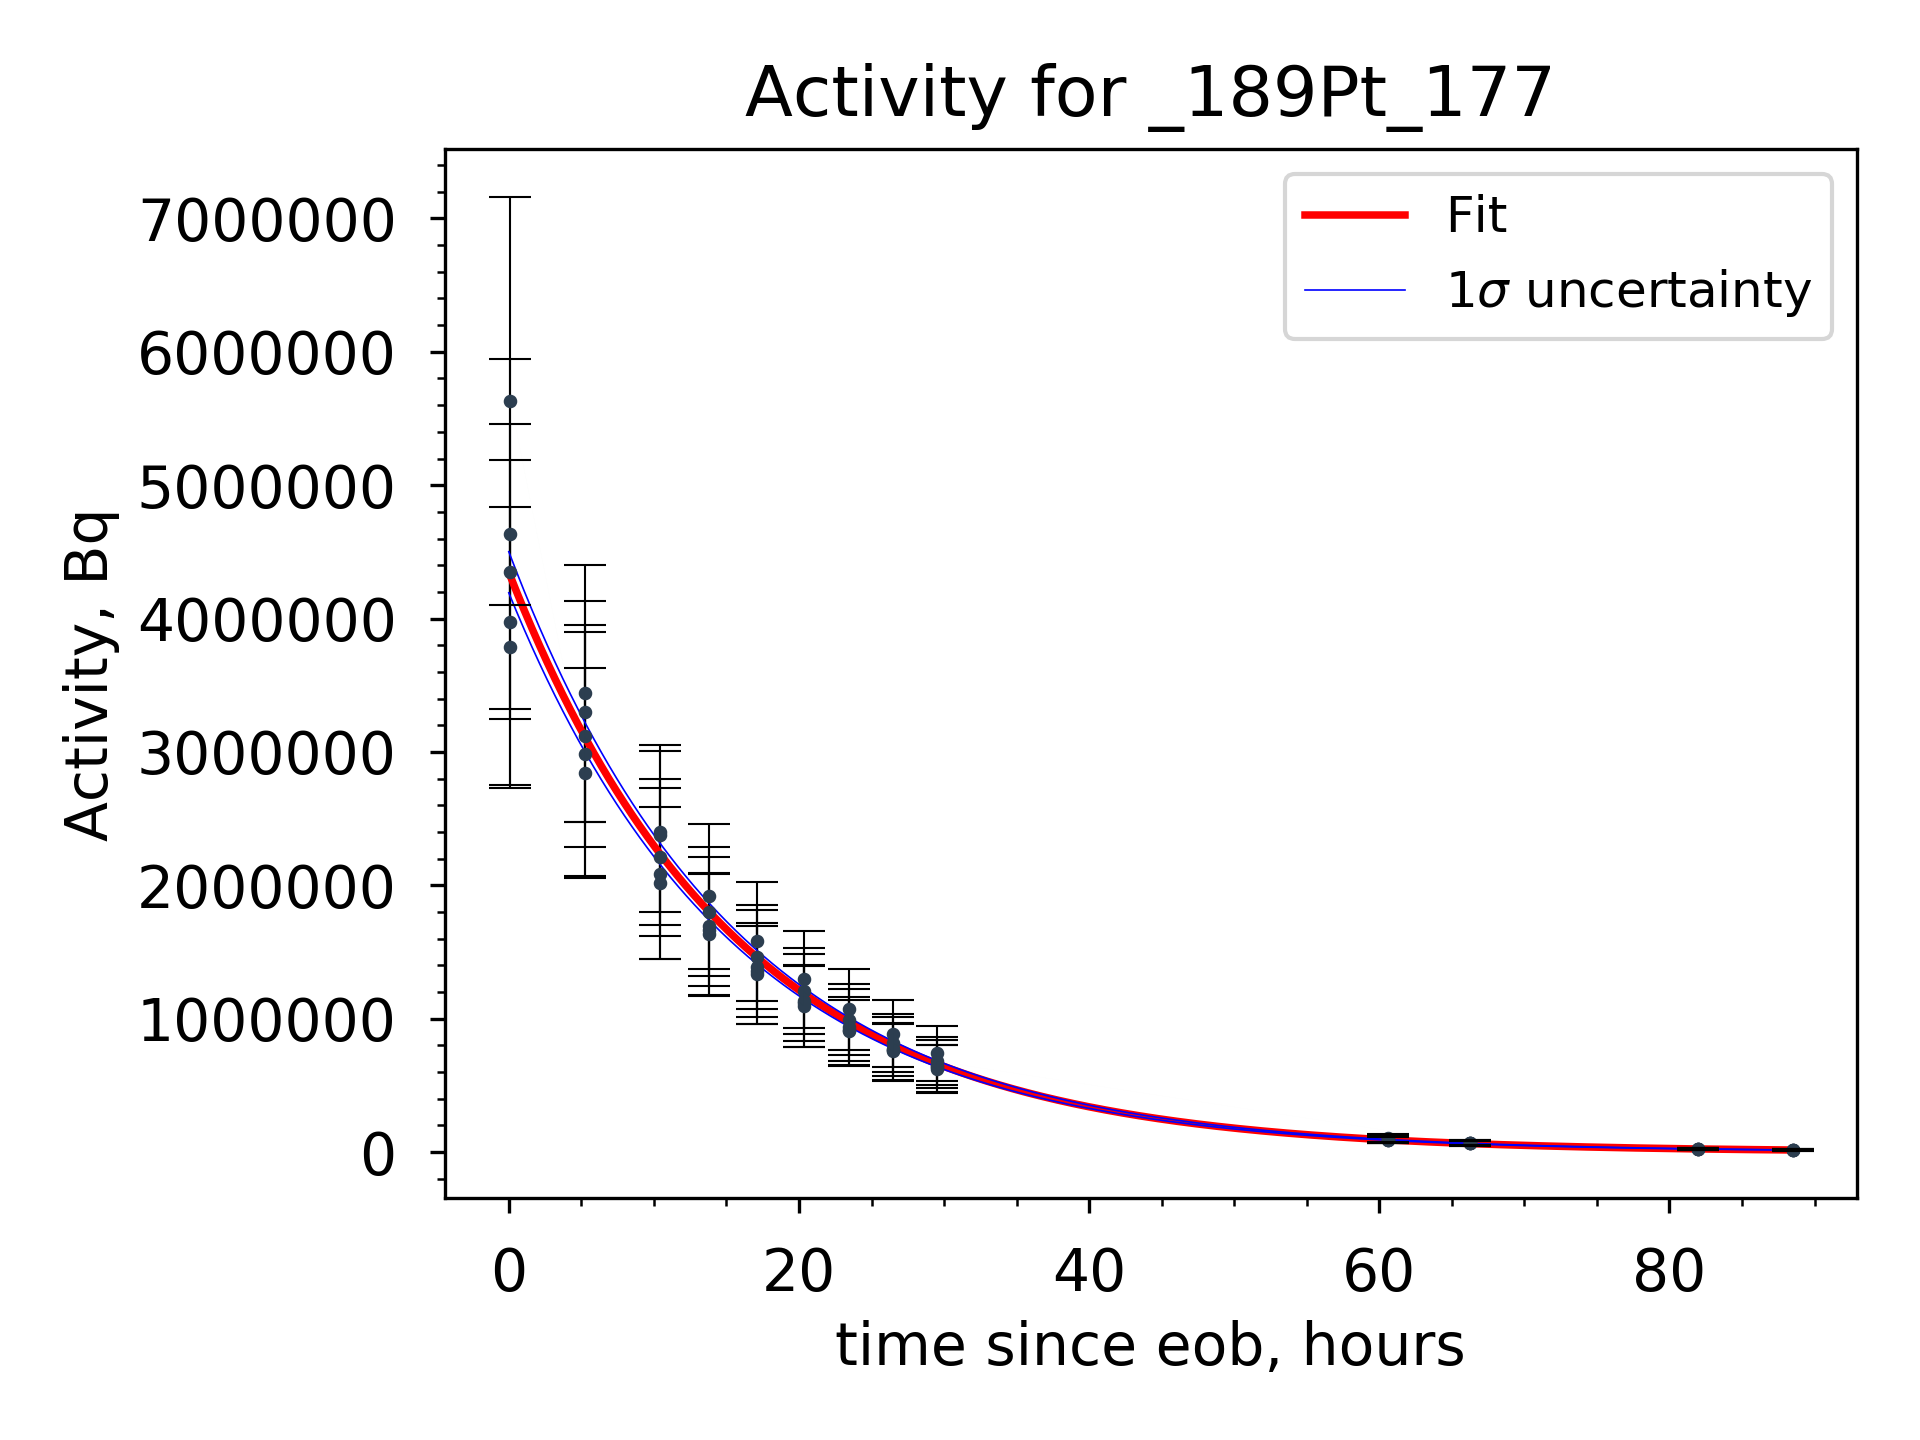 Activity for _189Pt_177
Fit
1σ uncertainty
Activity, Bq
7000000
6000000
5000000
4000000
3000000
2000000
1000000
0
0 20 40 60 80
time since eob, hours